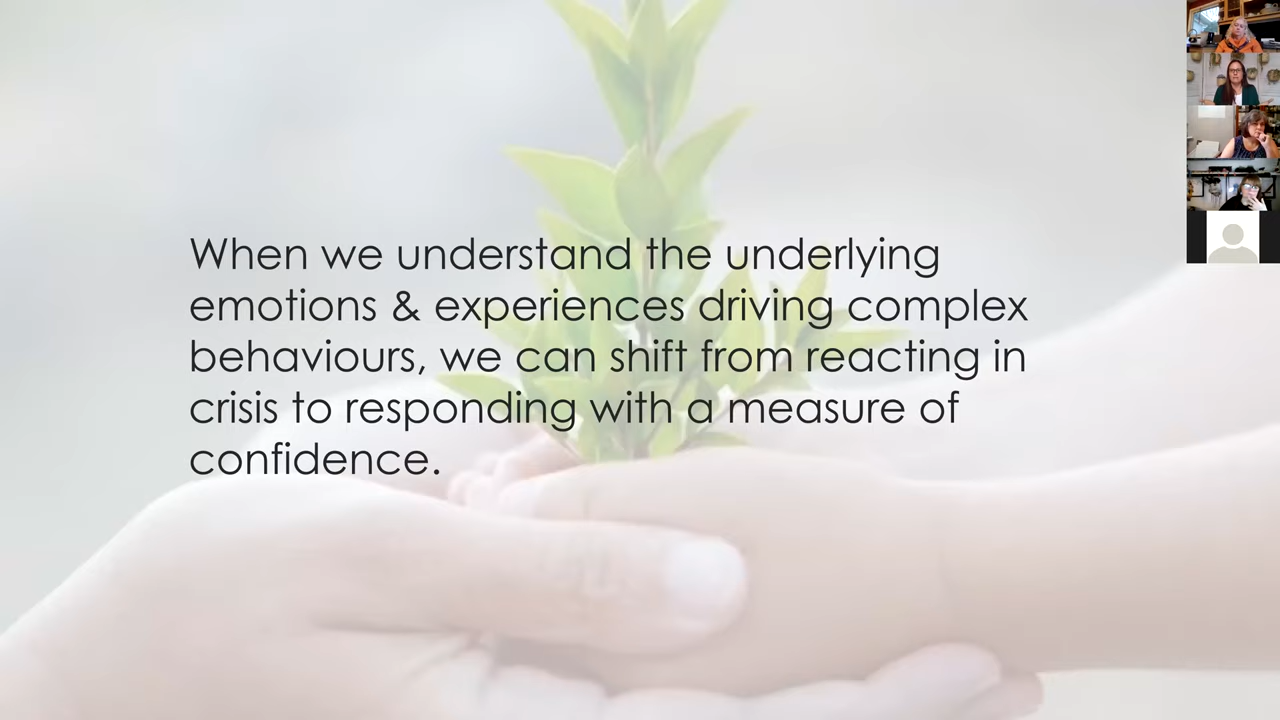 When we understand the underlying
emotions & experiences driving complex
behaviours, we can shift from reacting in
crisis to responding with a measure of
confidence.